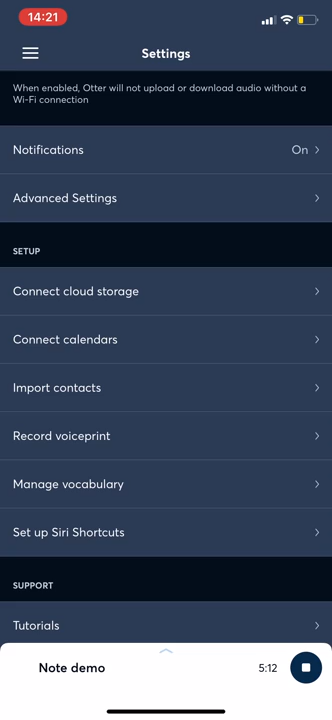 14:21
Settings
When enabled, Otter will not upload or download audio without a
Wi-Fi connection
Notifications On
Advanced Settings
SETUP
Connect cloud storage
Connect calendars
Import contacts
Record voiceprint
Manage vocabulary
Set up Siri Shortcuts
SUPPORT
Tutorials
Note demo 5:12